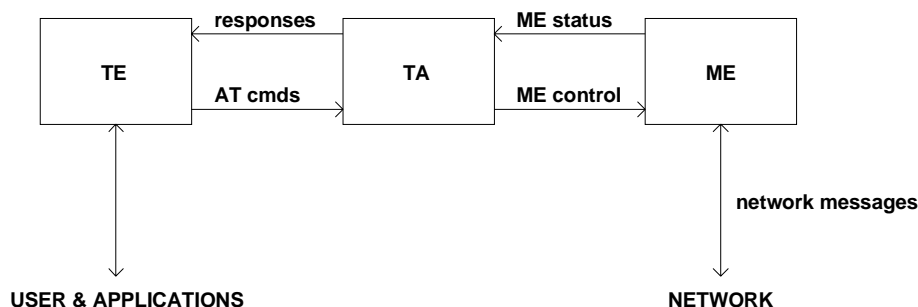 responses
ME status
TE
TA
ME
AT cmds
ME control
network messages
USER & APPLICATIONS
NETWORK